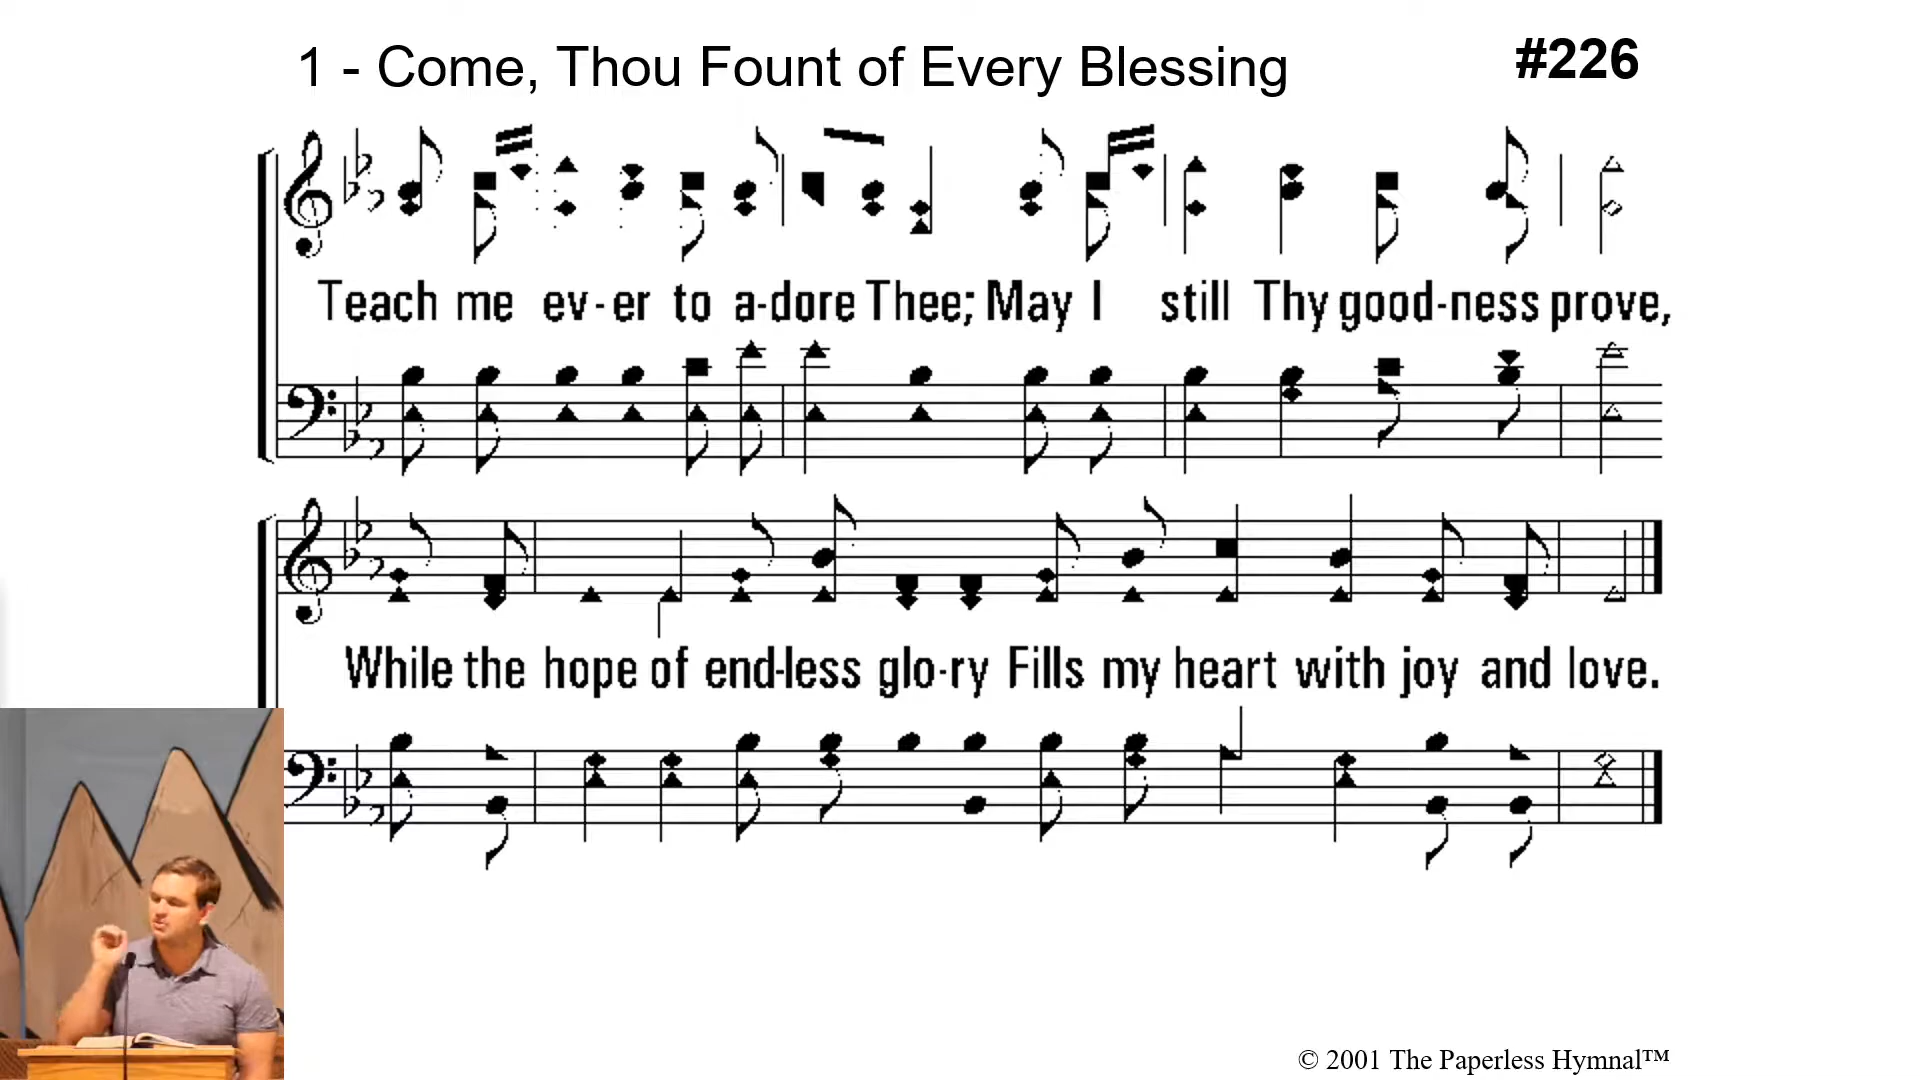 1 - Come, Thou Fount of Every Blessing
#226
Teach me ev-er to a-dore Thee; May I still Thy good-ness prove,
While the hope of end-less glo-ry Fills my heart with joy and love.
© 2001 The Paperless Hymnal™